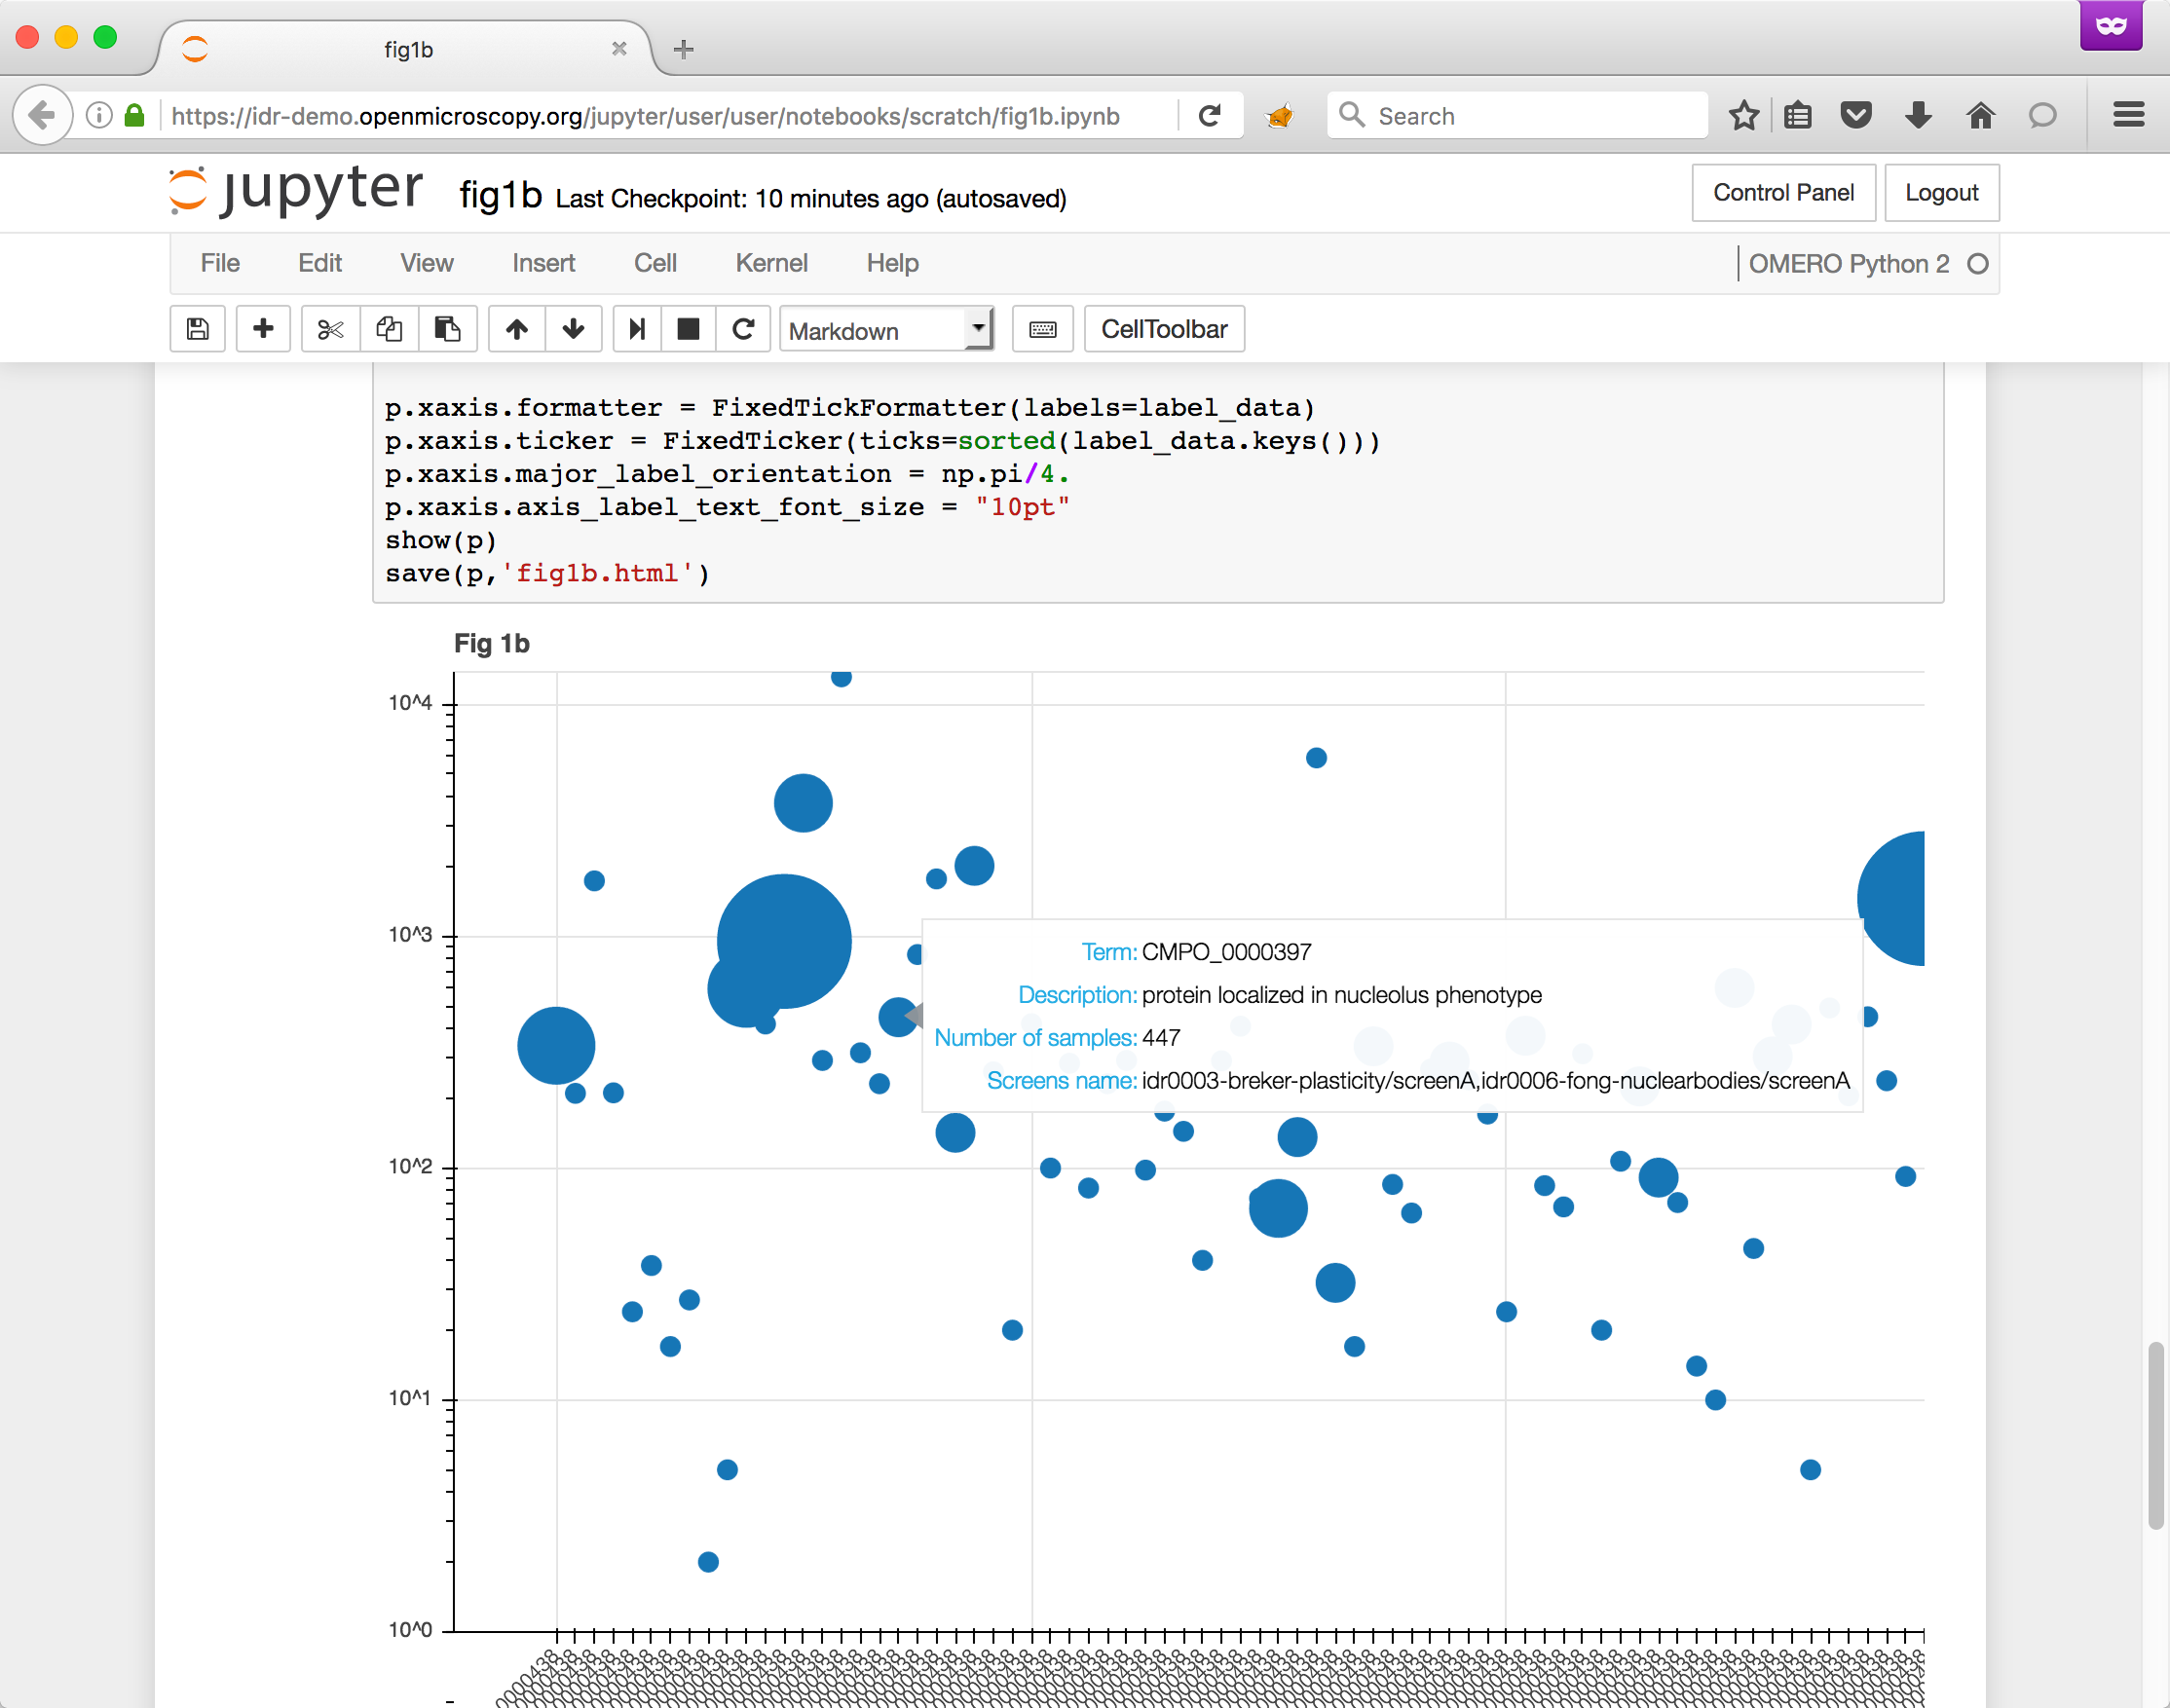 fig1b
https://idr-demo.openmicroscopy.org/jupyter/user/user/notebooks/scratch/fig1b.ipynb
Search
jupyter fig1b Last Checkpoint: 10 minutes ago (autosaved)
Control Panel
Logout
File Edit View Insert Cell Kernel Help
OMERO Python 2
Markdown
CellToolbar
p.xaxis.formatter = FixedTickFormatter(labels=label_data)
p.xaxis.ticker = FixedTicker(ticks=sorted(label_data.keys()))
p.xaxis.major_label_orientation = np.pi/4.
p.xaxis.axis_label_text_font_size = "10pt"
show(p)
save(p,'fig1b.html')
Fig 1b
10^4
10^3
Term: CMPO_0000397
Description: protein localized in nucleolus phenotype
Number of samples: 447
Screens name: idr0003-breker-plasticity/screenA,idr0006-fong-nuclearbodies/screenA
10^2
10^1
10^0